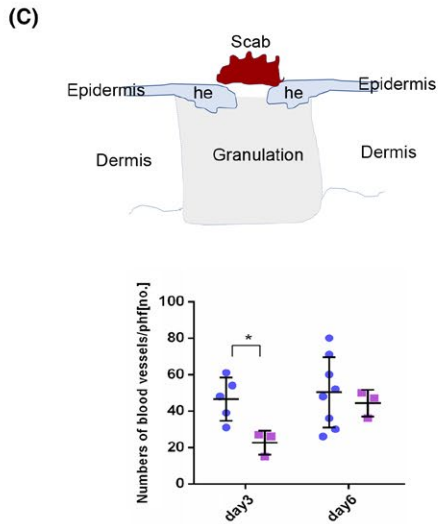 (C)
Scab
Epidermis he he Epidermis
Dermis Granulation Dermis
Numbers of blood vessels/phf[no.]
100
80
60
40
20
0
*
day3 day6